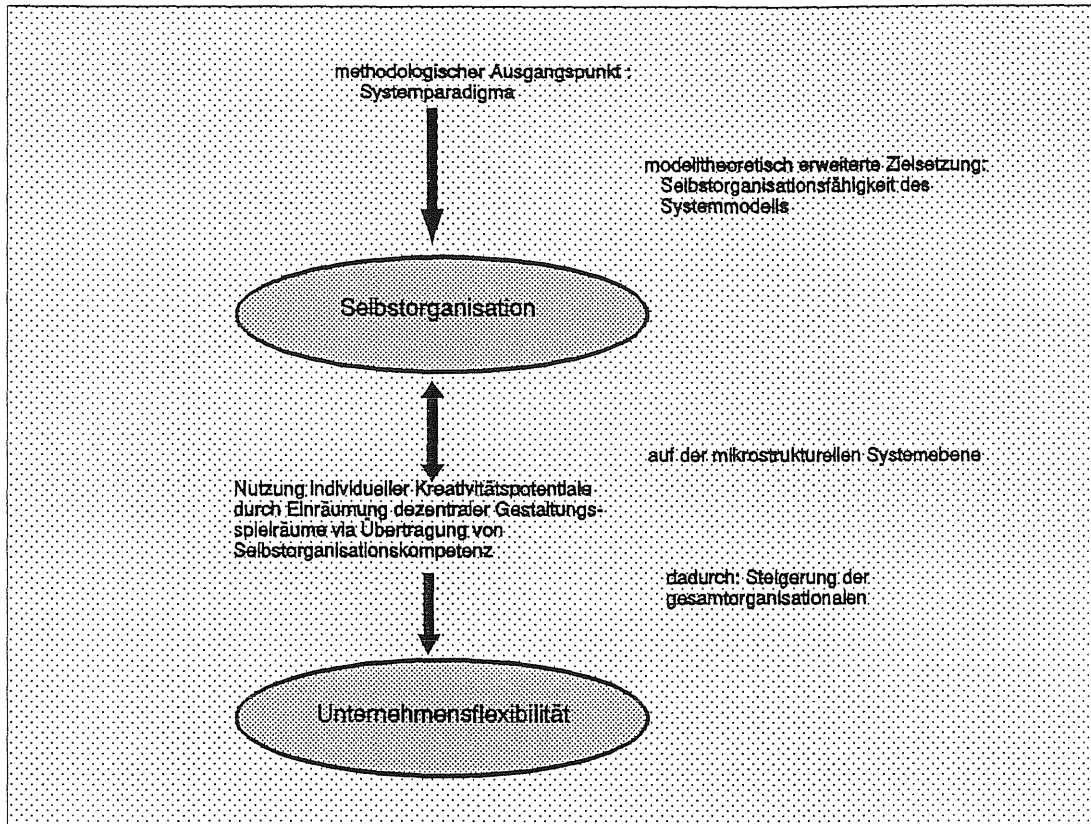 methodologischer Ausgangspunkt :
Systemparadigma
modelltheoretisch erweiterte Zielsetzung:
Selbstorganisationsfähigkeit des
Systemmodells
Selbstorganisation
auf der mikrostrukturellen Systemebene
Nutzung individueller Kreativitätspotentiale
durch Einräumung dezentraler Gestaltungs-
spielräume via Übertragung von
Selbstorganisationskompetenz
dadurch: Steigerung der
gesamtorganisationalen
Unternehmensflexibilität